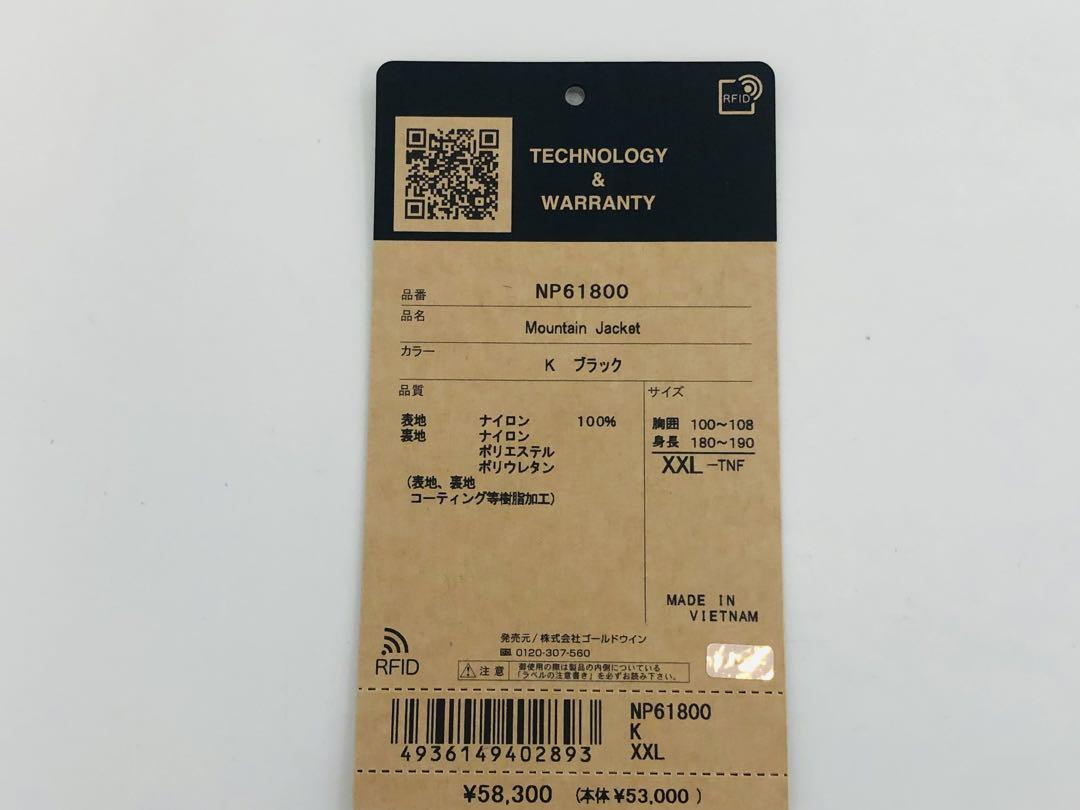 RFID
TECHNOLOGY
&
WARRANTY
品番 NP61800
品名 Mountain Jacket
カラー K ブラック
品質
表地 ナイロン 100%
裏地 ナイロン
ポリエステル
ポリウレタン
(表地、裏地
コーティング等樹脂加工)
サイズ
胸囲 100〜108
身長 180〜190
XXL -TNF
MADE IN
VIETNAM
RFID
発売元/株式会社ゴールドウイン
0120-307-560
注意 御使用の際は製品の内側についている
「ラベルの注意書き」を必ずお読み下さい。
4936149402893
NP61800
K
XXL
¥58,300 (本体 ¥53,000 )